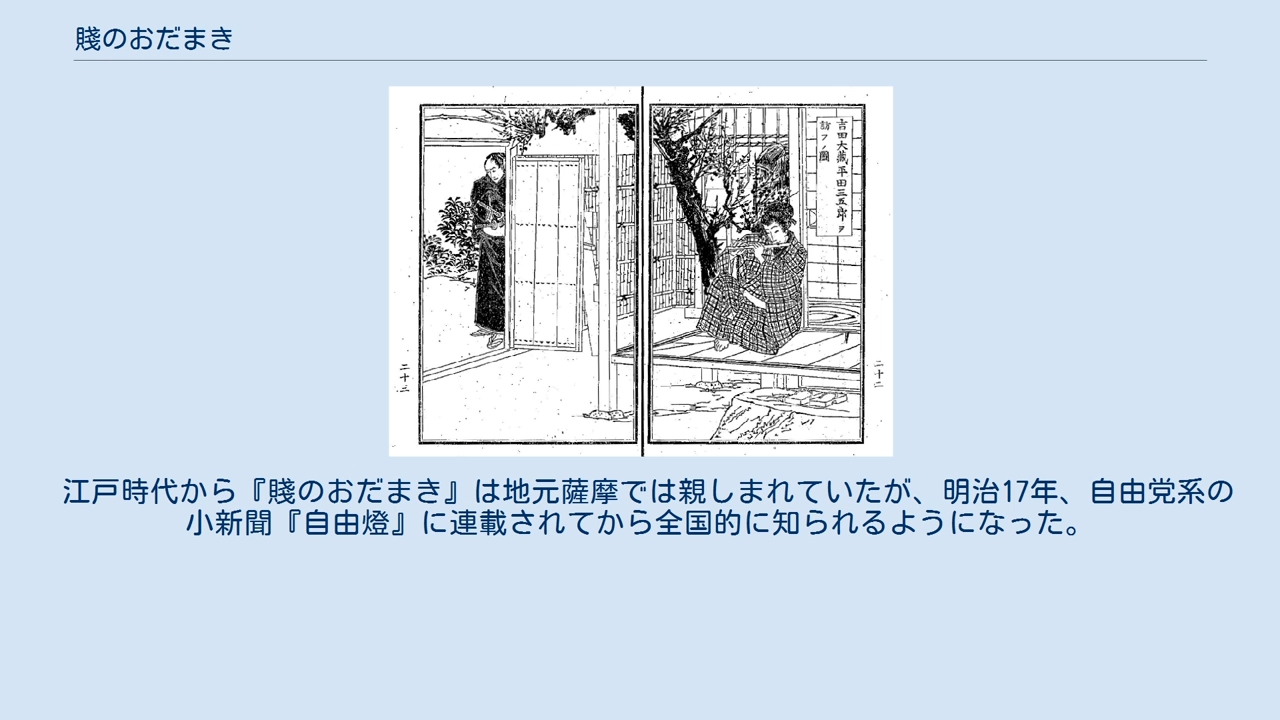 賤のおだまき
吉田大蔵平田三五郎ヲ
訪フノ圖
二十二
二十二
江戸時代から『賤のおだまき』は地元薩摩では親しまれていたが、明治17年、自由党系の
小新聞『自由燈』に連載されてから全国的に知られるようになった。